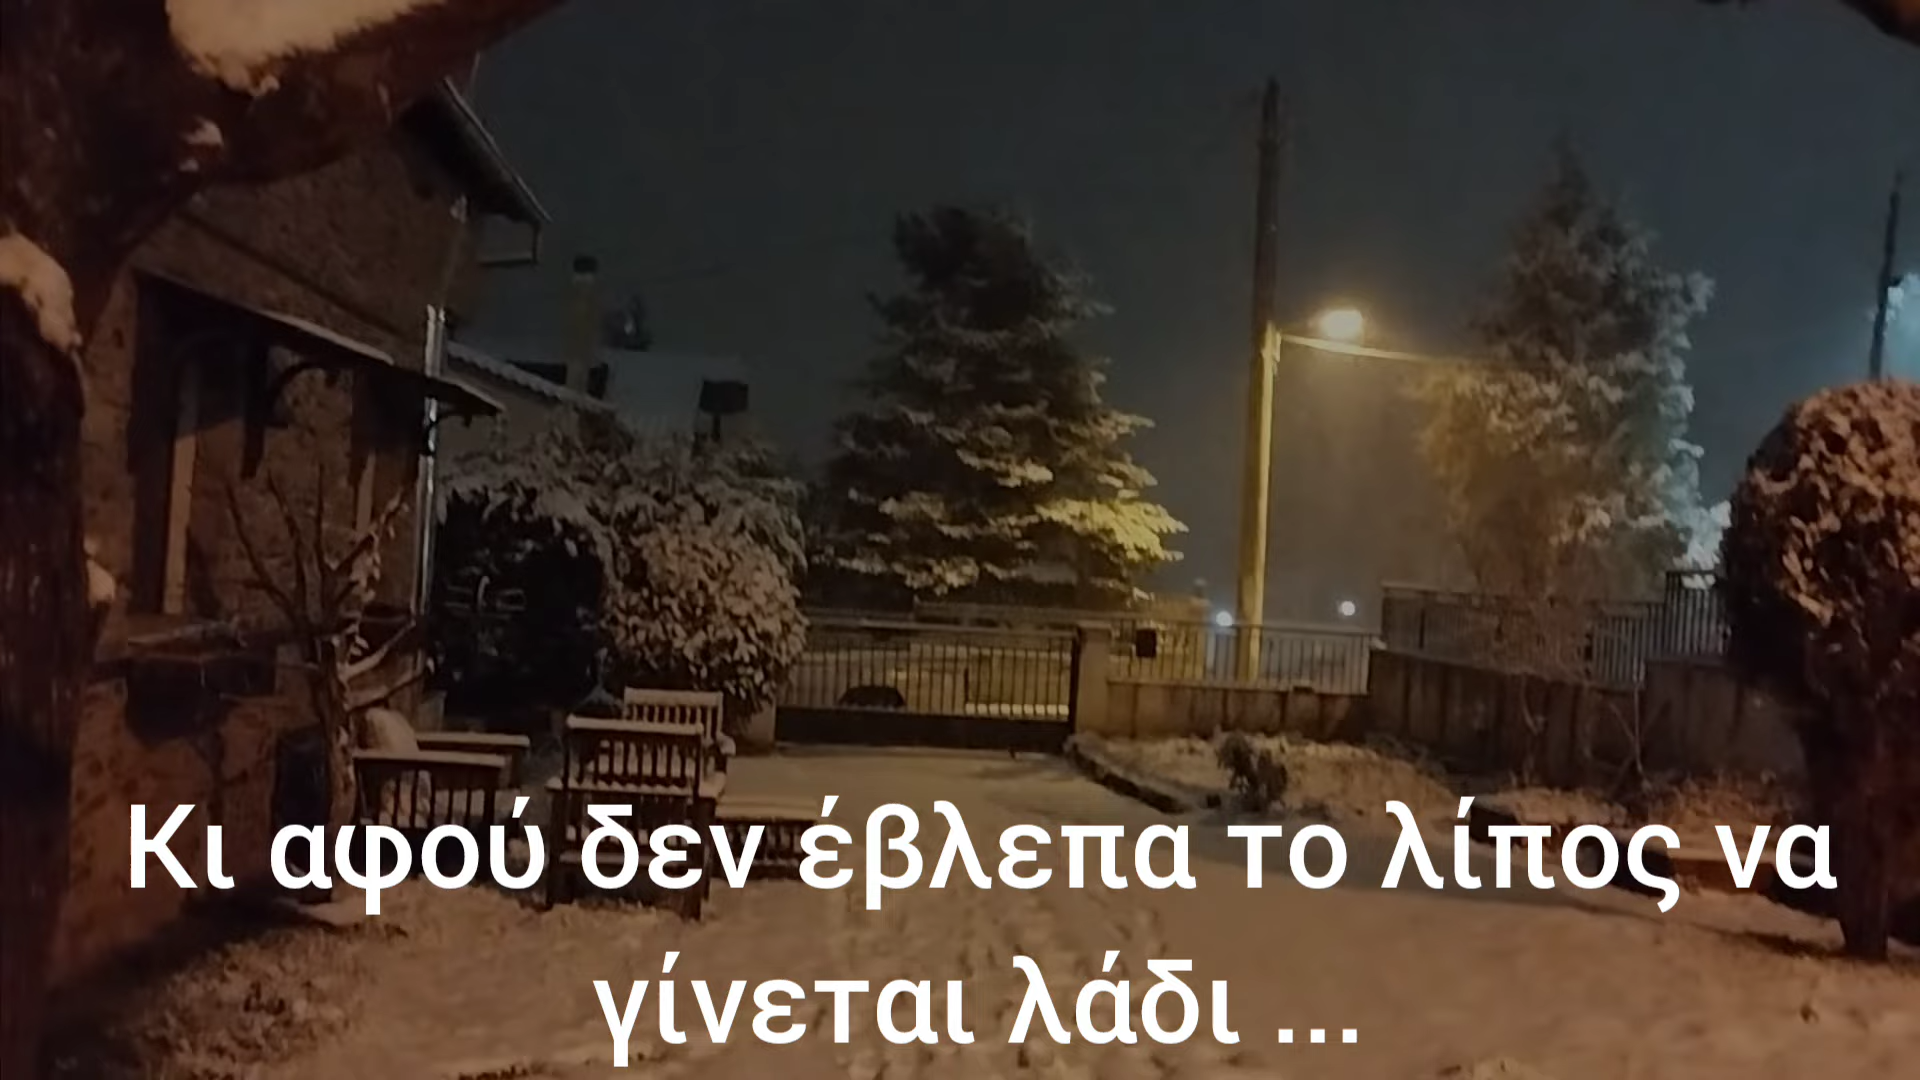 Κι αφού δεν έβλεπα το λίπος να
γίνεται λάδι ...